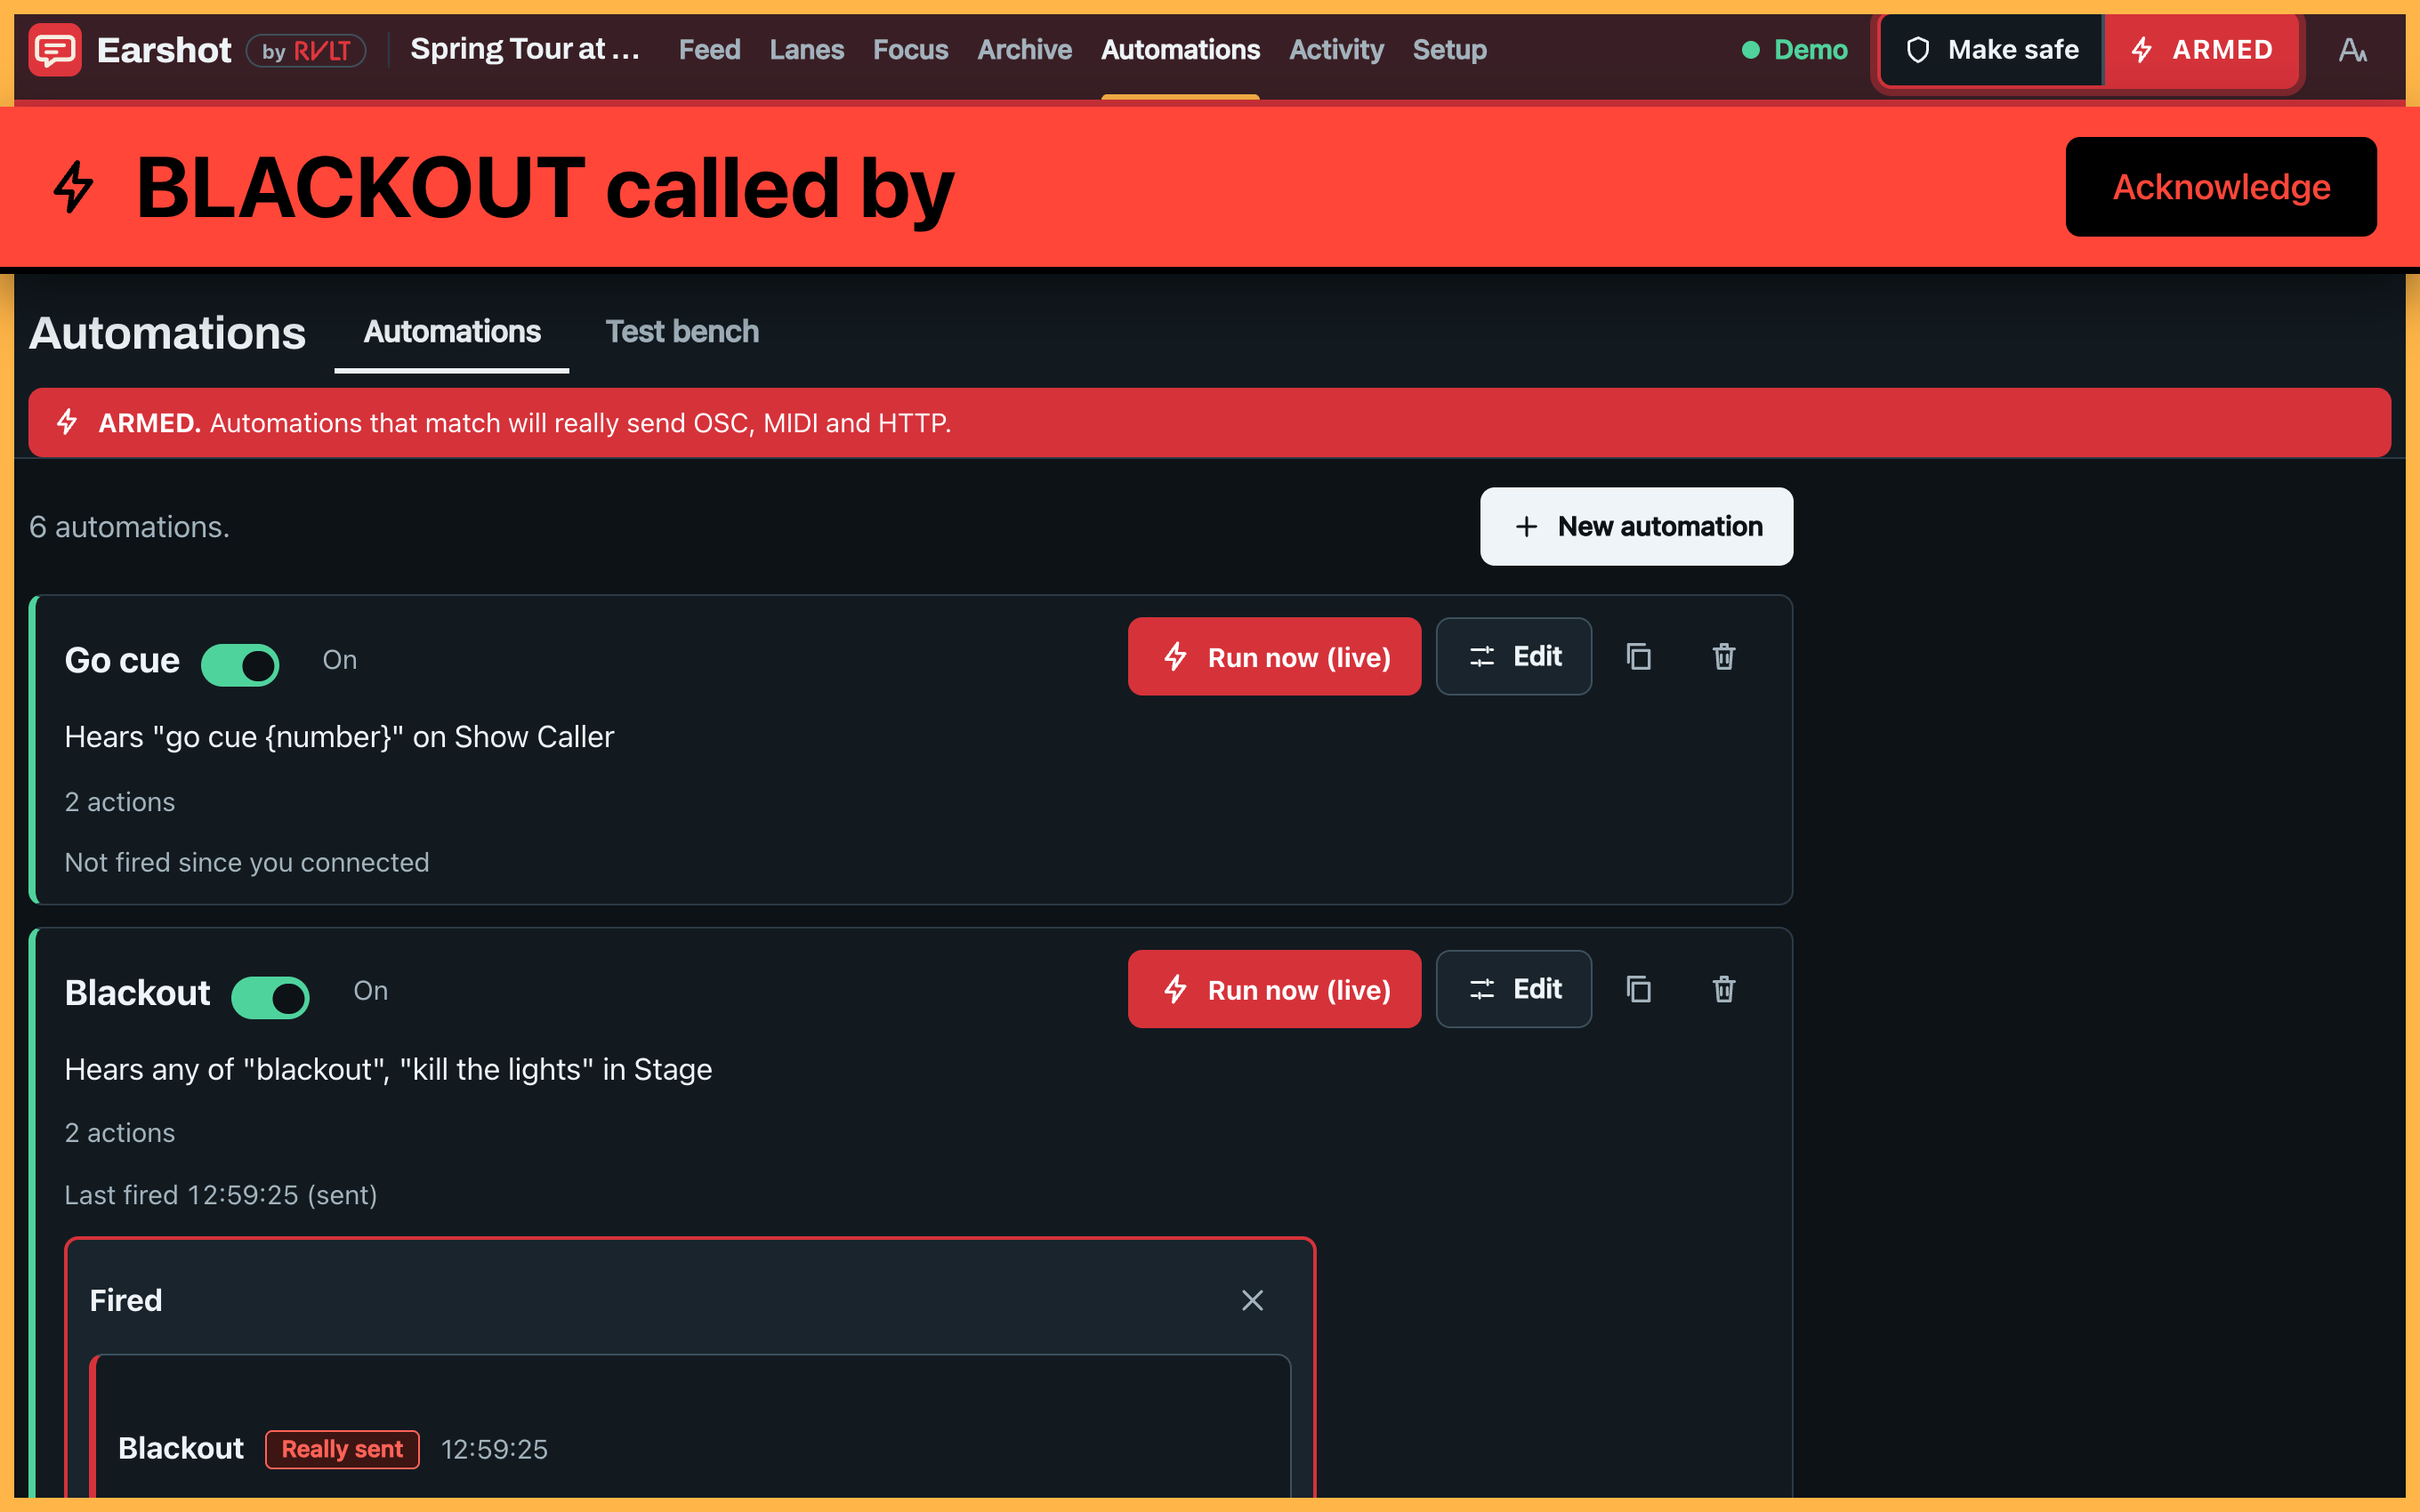 Earshot by RVLT Spring Tour at ... Feed Lanes Focus Archive Automations Activity Setup Demo Make safe ARMED
BLACKOUT called by Acknowledge
Automations Automations Test bench
ARMED. Automations that match will really send OSC, MIDI and HTTP.
6 automations. New automation
Go cue On Run now (live) Edit
Hears "go cue {number}" on Show Caller
2 actions
Not fired since you connected
Blackout On Run now (live) Edit
Hears any of "blackout", "kill the lights" in Stage
2 actions
Last fired 12:59:25 (sent)
Fired
Blackout Really sent 12:59:25